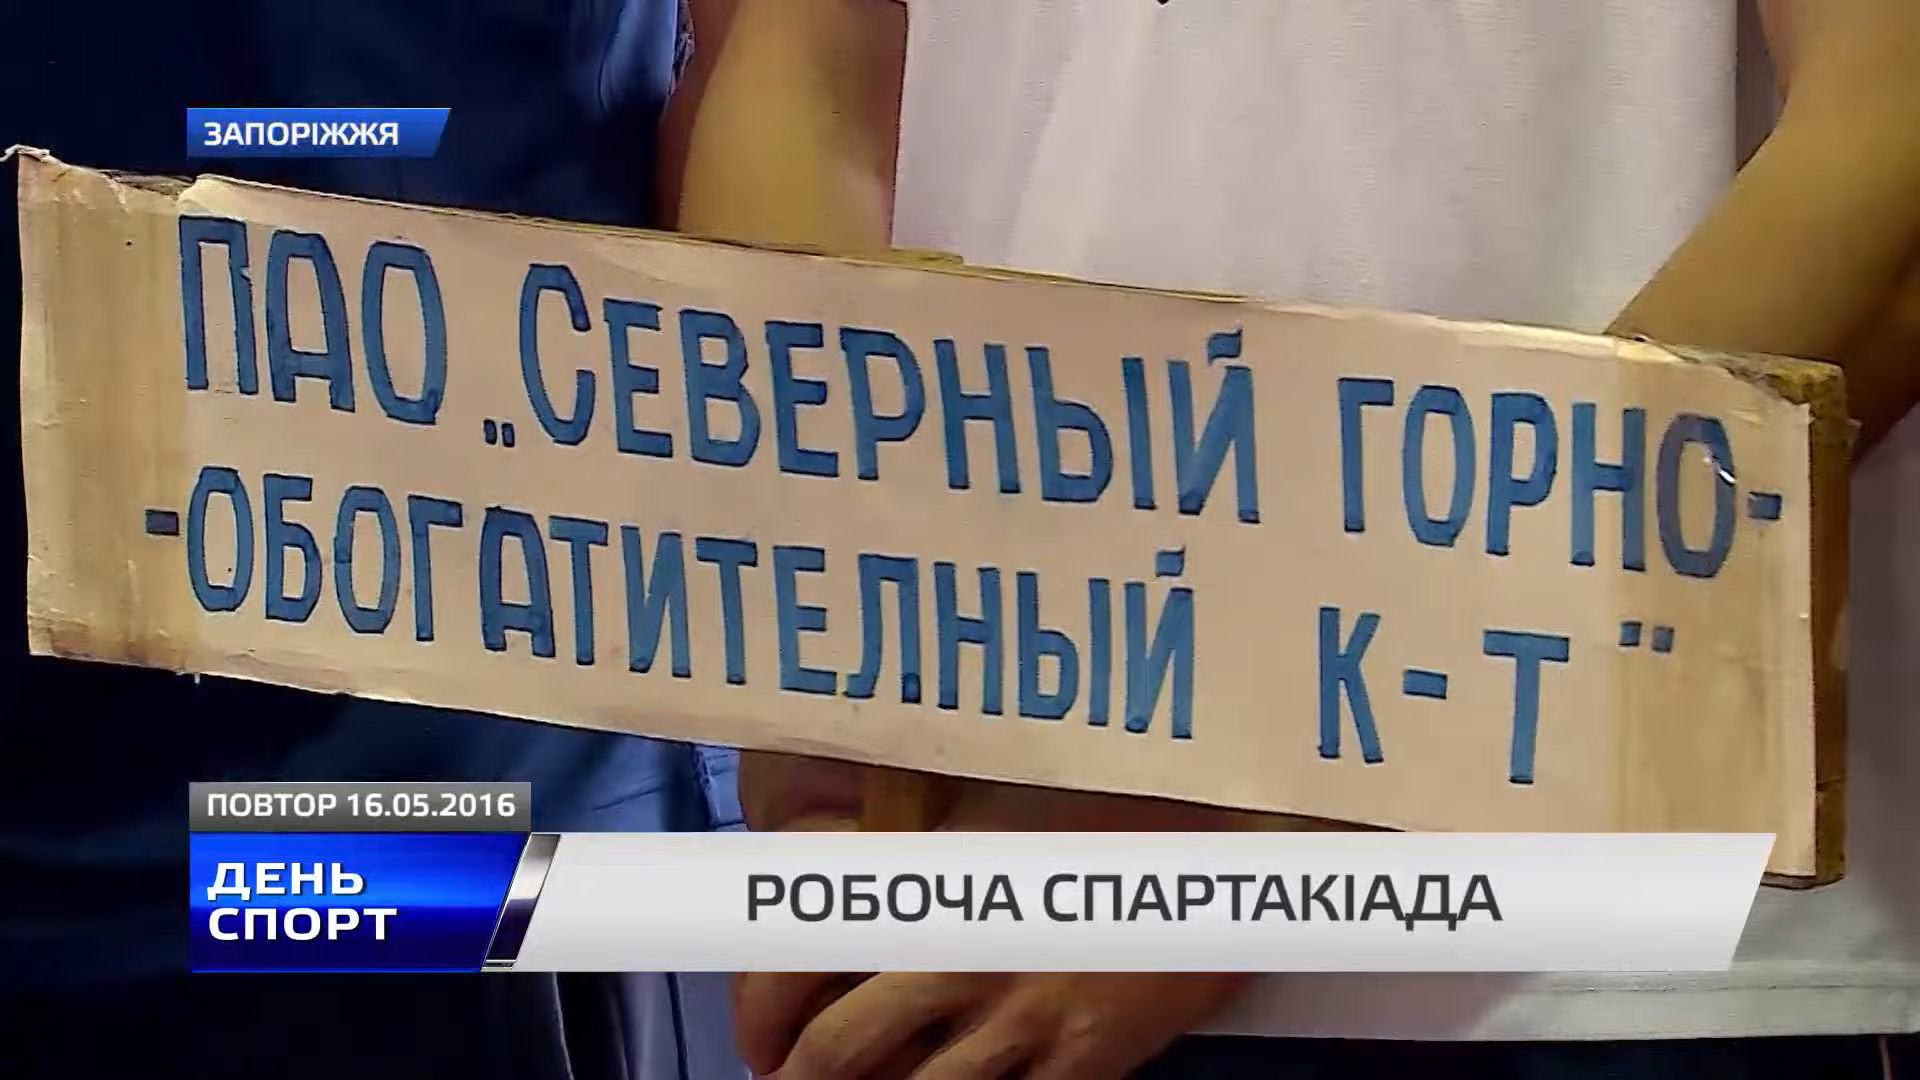 ЗАПОРІЖЖЯ
ПАО „СЕВЕРНЫЙ ГОРНО-
-ОБОГАТИТЕЛНЫЙ К-Т"
ПОВТОР 16.05.2016
ДЕНЬ
СПОРТ
РОБОЧА СПАРТАКІАДА